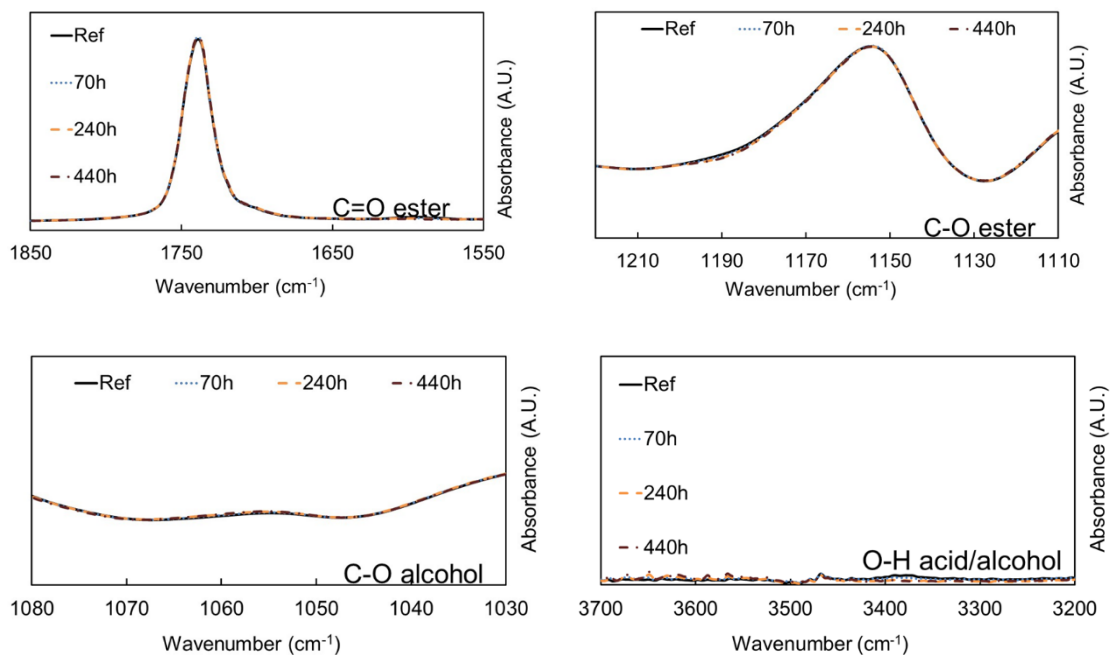 Ref
70h
240h
440h
C=O ester
1850 1750 1650 1550
Wavenumber (cm-1)
Absorbance (A.U.)
Ref 70h 240h 440h
C-O ester
1210 1190 1170 1150 1130 1110
Wavenumber (cm-1)
Absorbance (A.U.)
Ref 70h 240h 440h
C-O alcohol
1080 1070 1060 1050 1040 1030
Wavenumber (cm-1)
Absorbance (A.U.)
Ref
70h
240h
440h
O-H acid/alcohol
3700 3600 3500 3400 3300 3200
Wavenumber (cm-1)
Absorbance (A.U.)